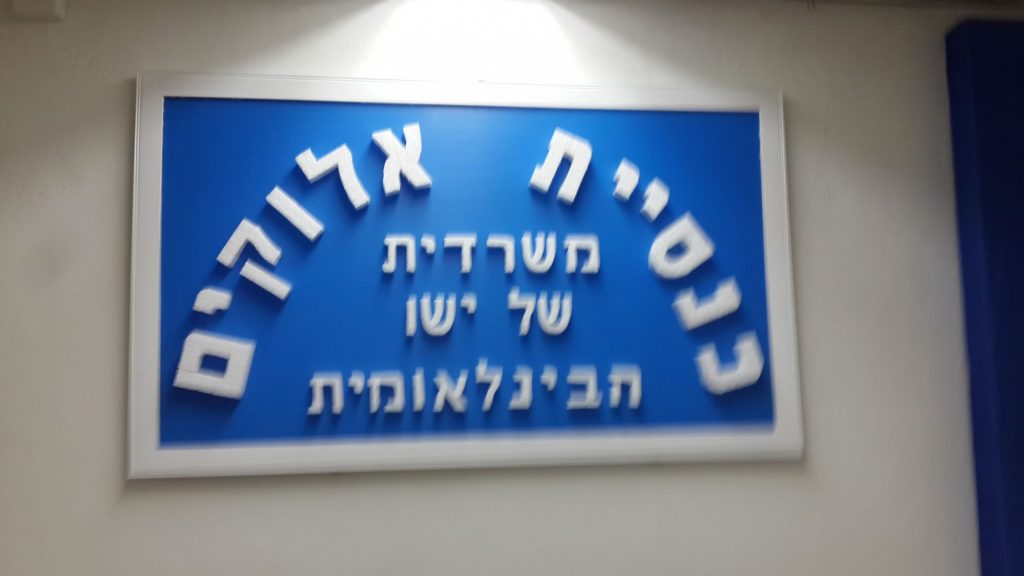 כנסיית אלוקים
משרדית
של ישו
הבינלאומית